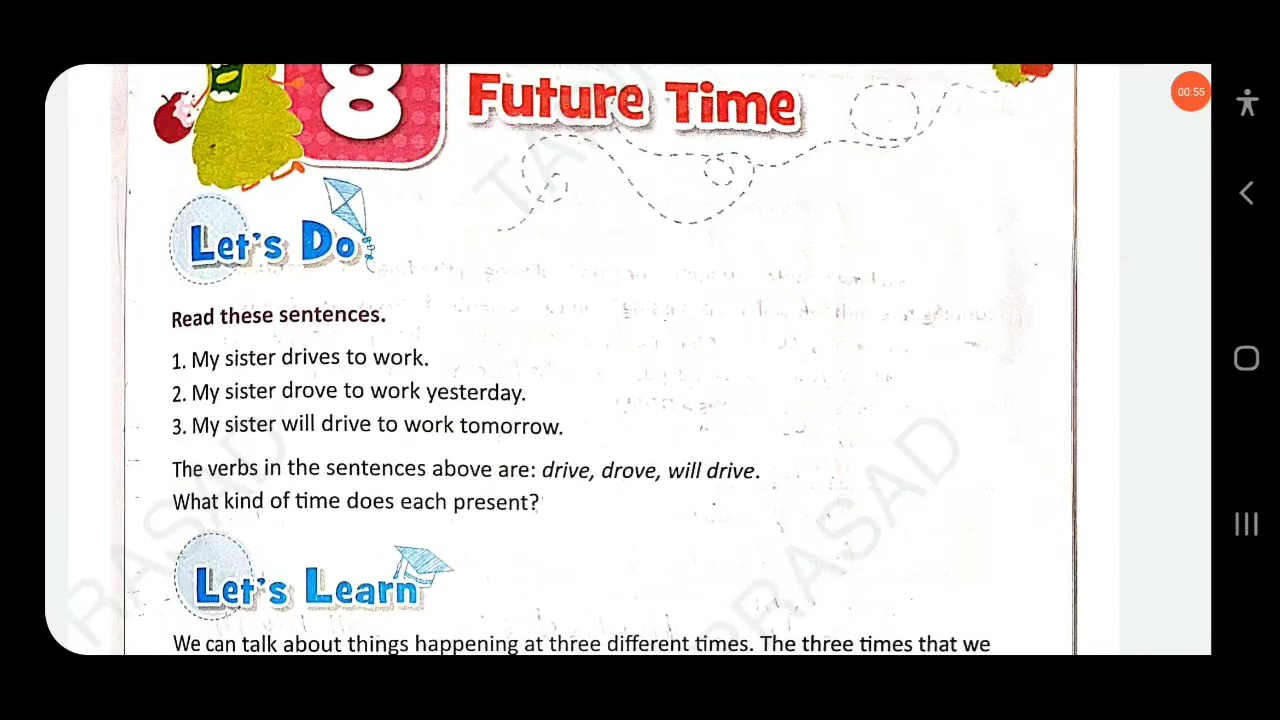 8
Future Time
00:55
Let's Do
Read these sentences.
1. My sister drives to work.
2. My sister drove to work yesterday.
3. My sister will drive to work tomorrow.
The verbs in the sentences above are: drive, drove, will drive.
What kind of time does each present?
Let's Learn
We can talk about things happening at three different times. The three times that we
PRASAD